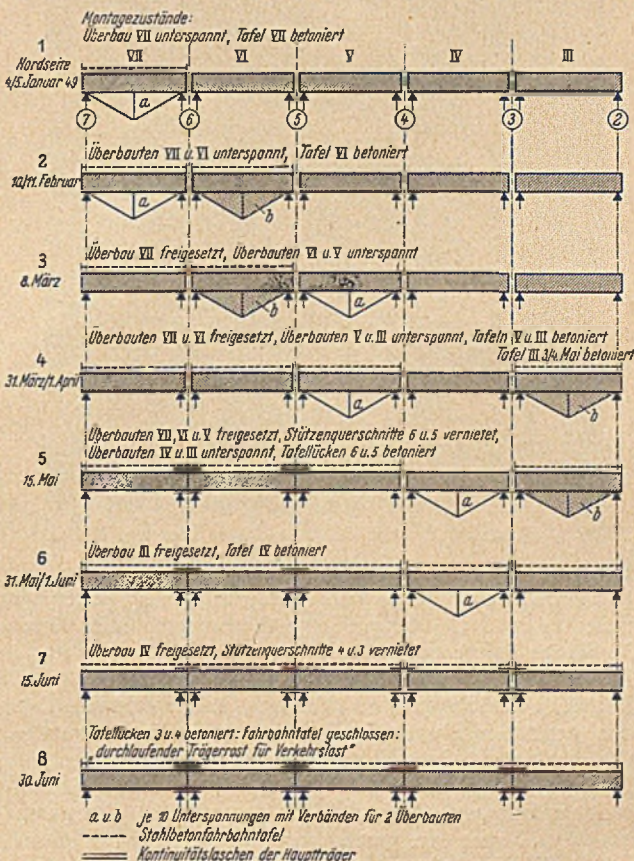 Montagezustände:
Überbau VII unterspannt, Tafel VII betoniert
1
Nordseite
4/5. Januar 49
VII VI V IV III
a
7 6 5 4 3 2
2
10/11. Februar
Überbauten VII u. VI unterspannt, Tafel VI betoniert
a b
3
8. März
Überbau VII freigesetzt, Überbauten VI u. V unterspannt
b a
4
31. März/1. April
Überbauten VII u. VI freigesetzt, Überbauten V u. III unterspannt, Tafeln V u. III betoniert
Tafel III 3/4. Mai betoniert
a b
5
15. Mai
Überbauten VII, VI u. V freigesetzt, Stützenquerschnitte 6 u. 5 vernietet,
Überbauten IV u. III unterspannt, Tafellücken 6 u. 5 betoniert
a b
6
31. Mai/1. Juni
Überbau III freigesetzt, Tafel IV betoniert
a
7
15. Juni
Überbau IV freigesetzt, Stützenquerschnitte 4 u. 3 vernietet
8
30. Juni
Tafellücken 3 u. 4 betoniert: Fahrbahntafel geschlossen:
„durchlaufender Trägerrost für Verkehrslast"
a u. b je 10 Unterspannungen mit Verbänden für 2 Überbauten
Stahlbetonfahrbahntafel
Kontinuitätslaschen der Hauptträger